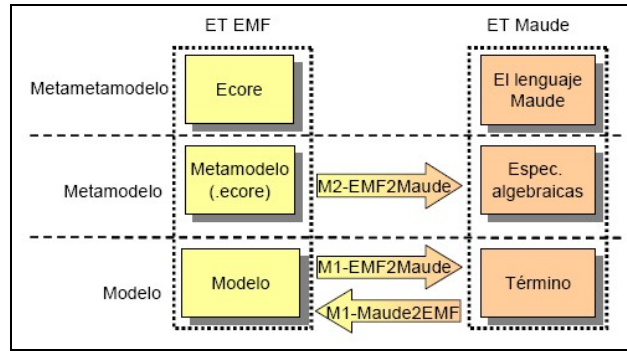 ET EMF ET Maude
Metametamodelo Ecore El lenguaje
Maude
Metamodelo Metamodelo
(.ecore) M2-EMF2Maude Espec.
algebraicas
Modelo Modelo M1-EMF2Maude Término
M1-Maude2EMF